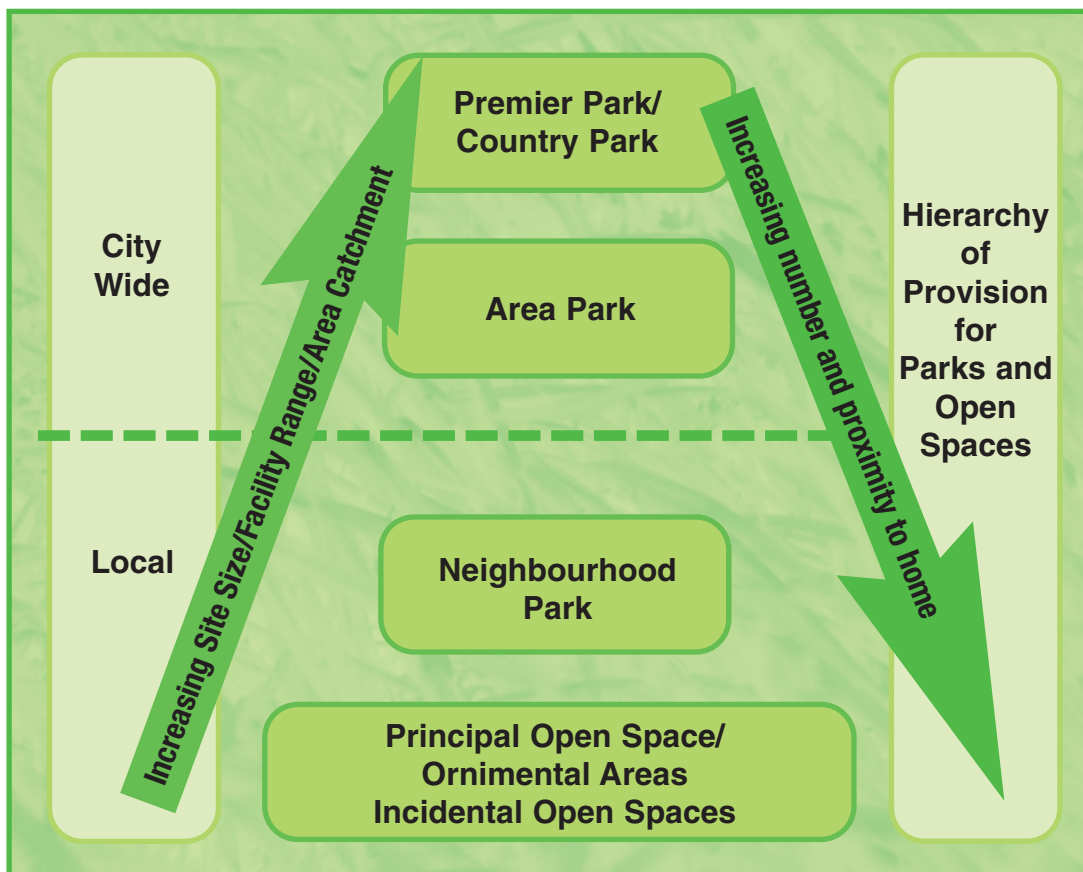 City
Wide
Local
Increasing Site Size/Facility Range/Area Catchment
Premier Park/
Country Park
Area Park
Neighbourhood
Park
Principal Open Space/
Ornimental Areas
Incidental Open Spaces
Increasing number and proximity to home
Hierarchy
of
Provision
for
Parks and
Open
Spaces